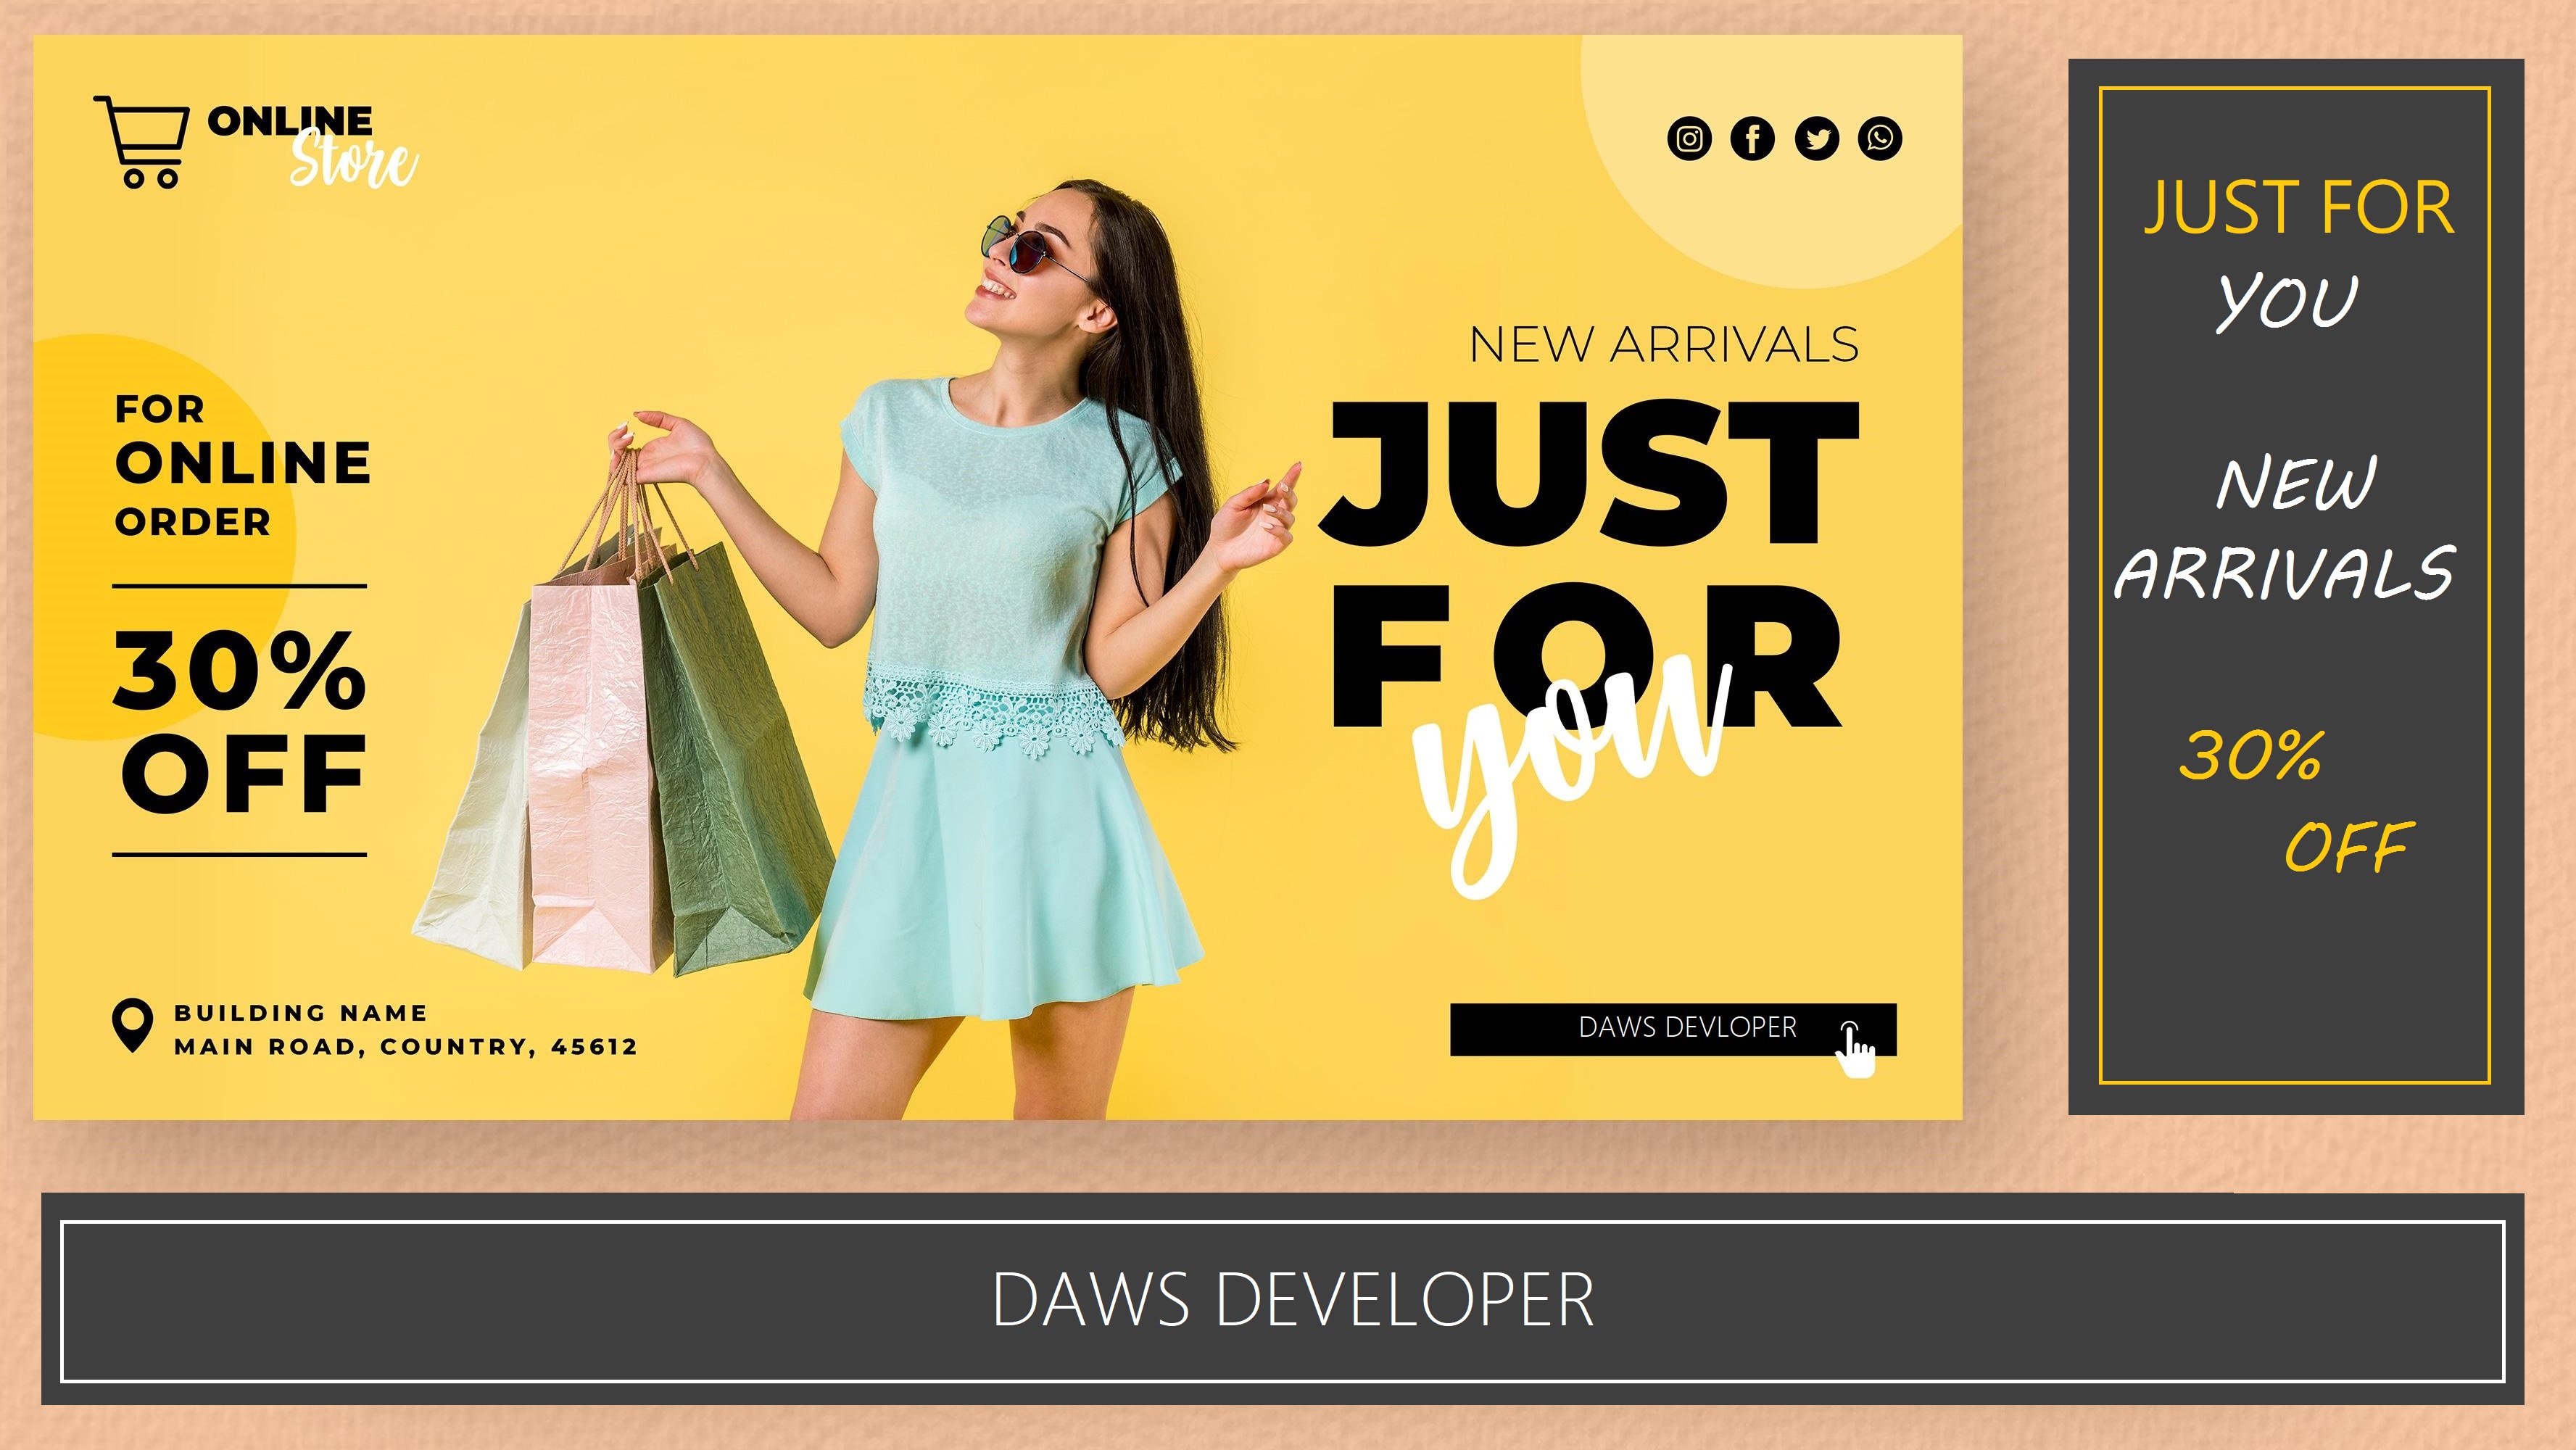 ONLINE
Store
FOR
ONLINE
ORDER
30%
OFF
BUILDING NAME
MAIN ROAD, COUNTRY, 45612
NEW ARRIVALS
JUST
FOR
you
DAWS DEVLOPER
JUST FOR
YOU
NEW
ARRIVALS
30%
OFF
DAWS DEVELOPER